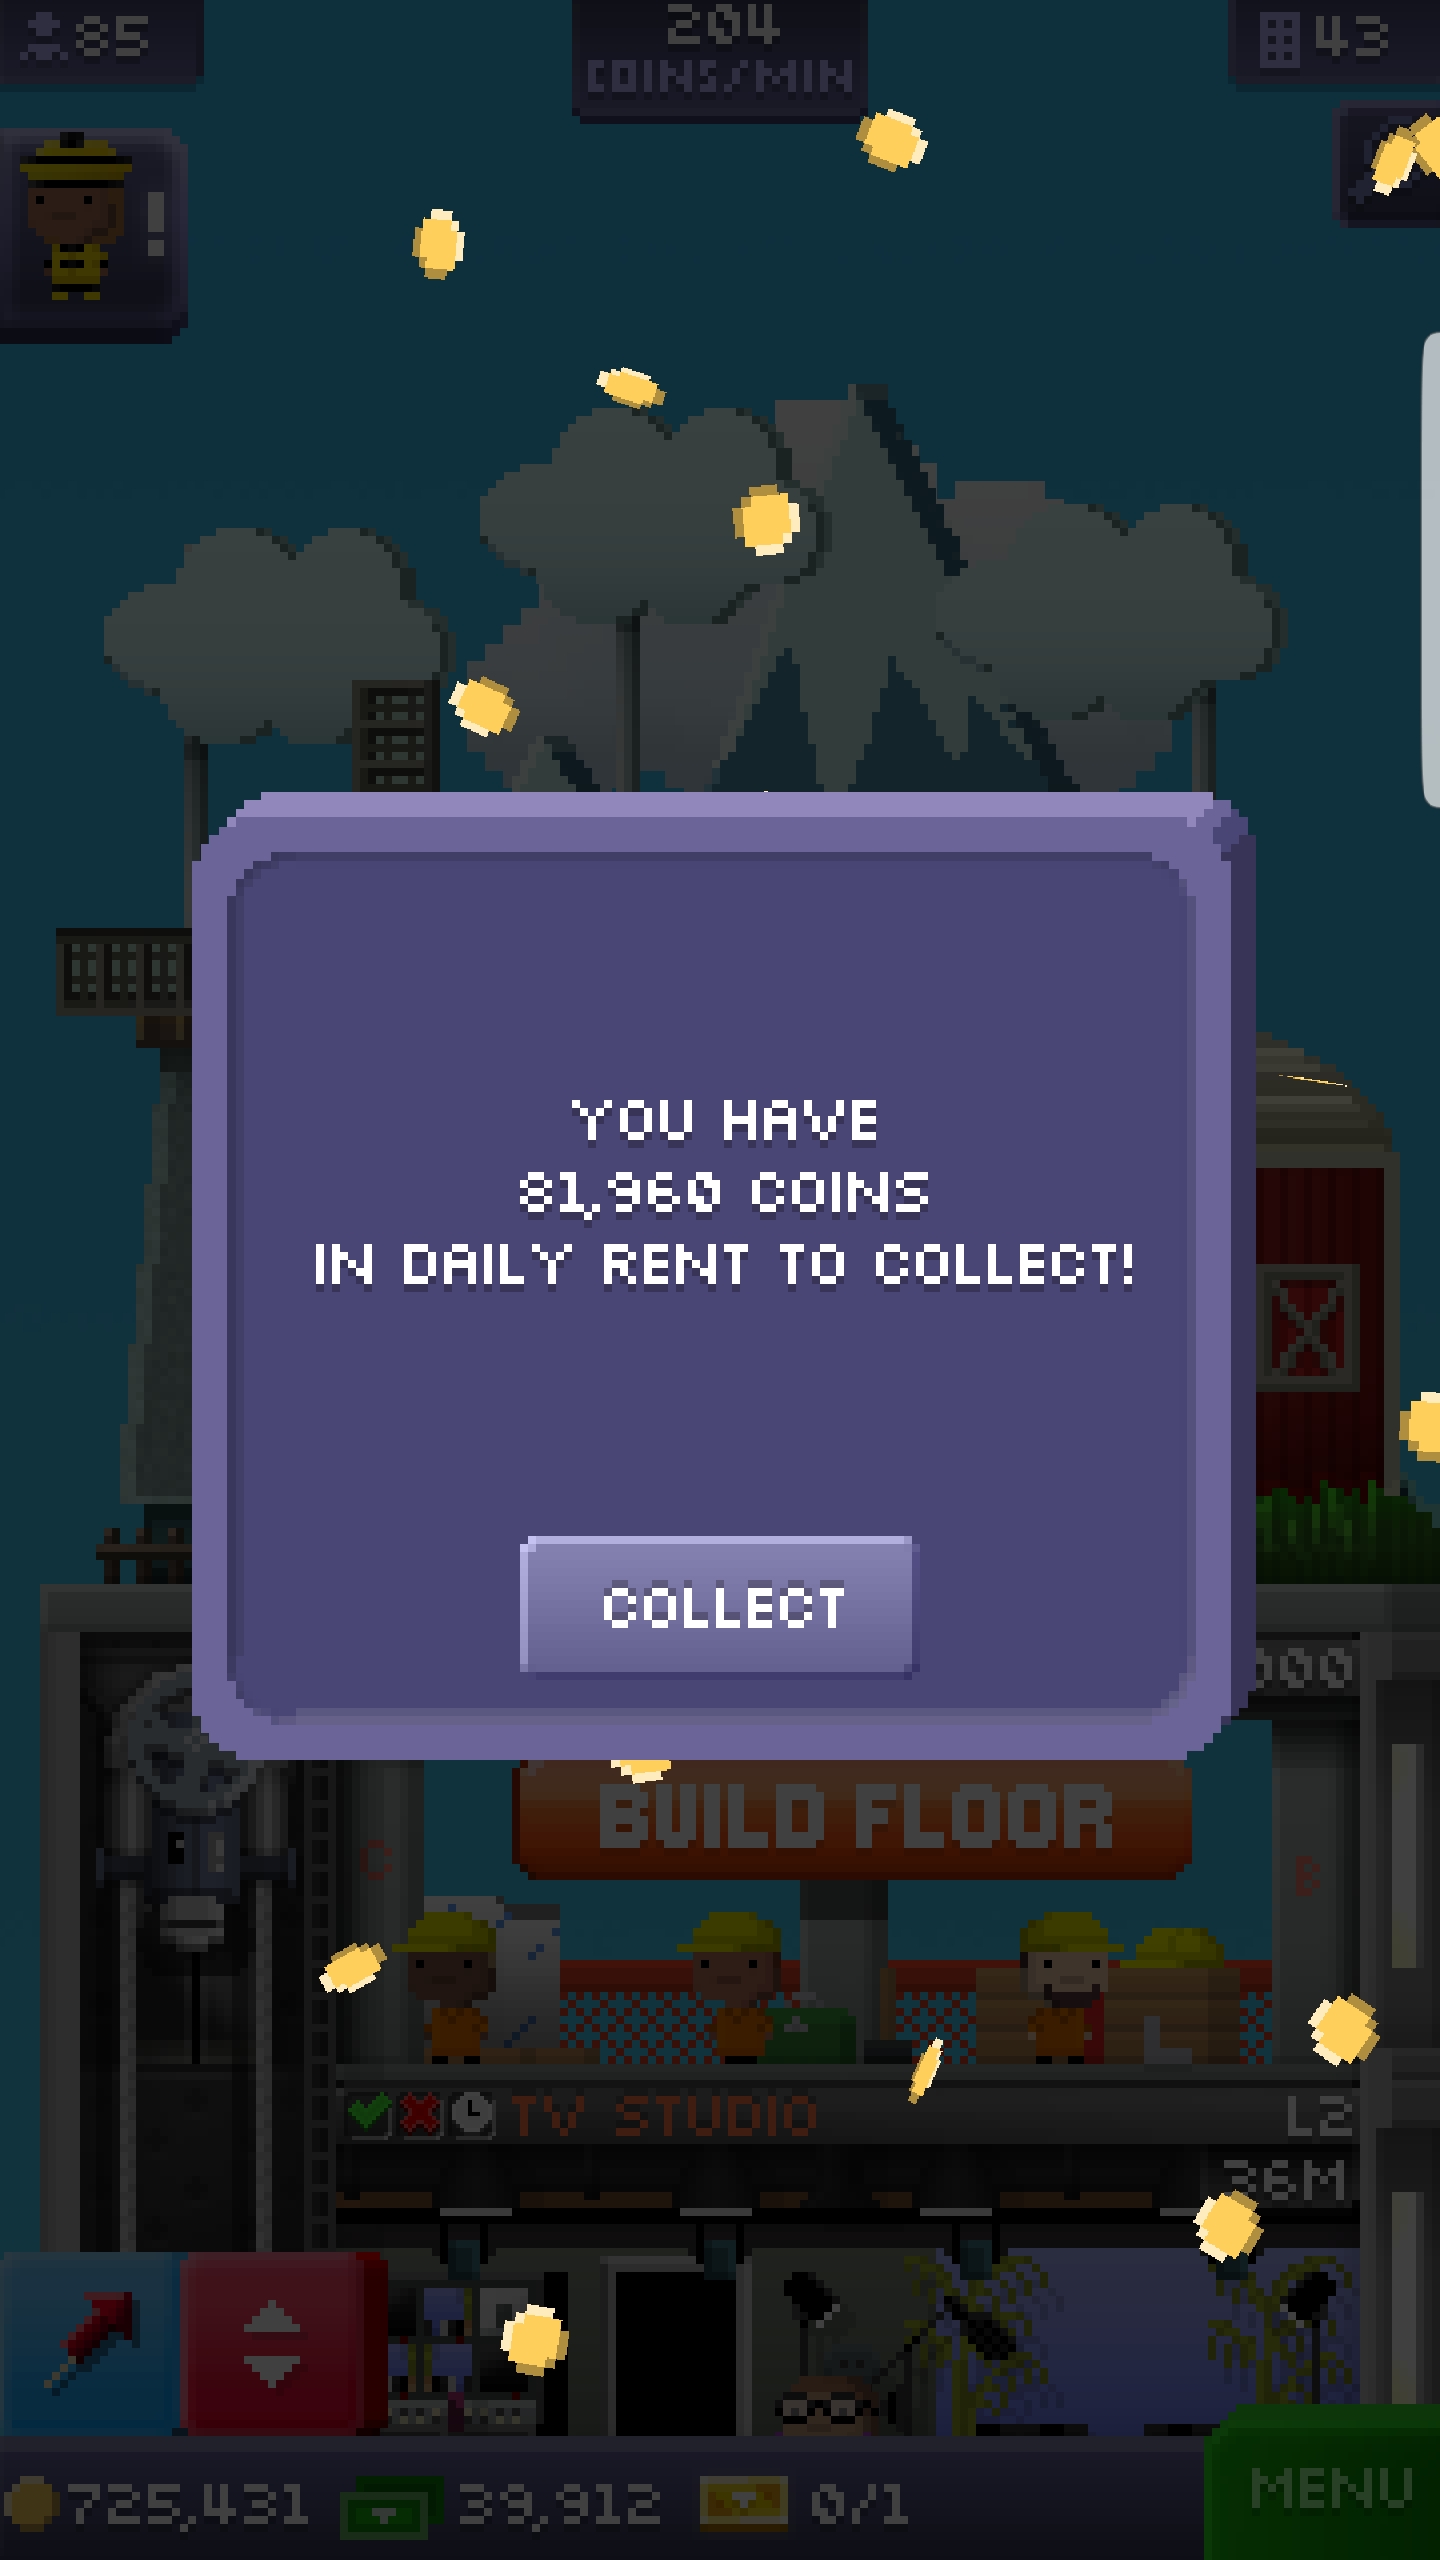 85
204
COINS/MIN
43
YOU HAVE
81,960 COINS
IN DAILY RENT TO COLLECT!
COLLECT
000
BUILD FLOOR
C
B
TV STUDIO
L2
36M
725,431
39,912
0/1
MENU